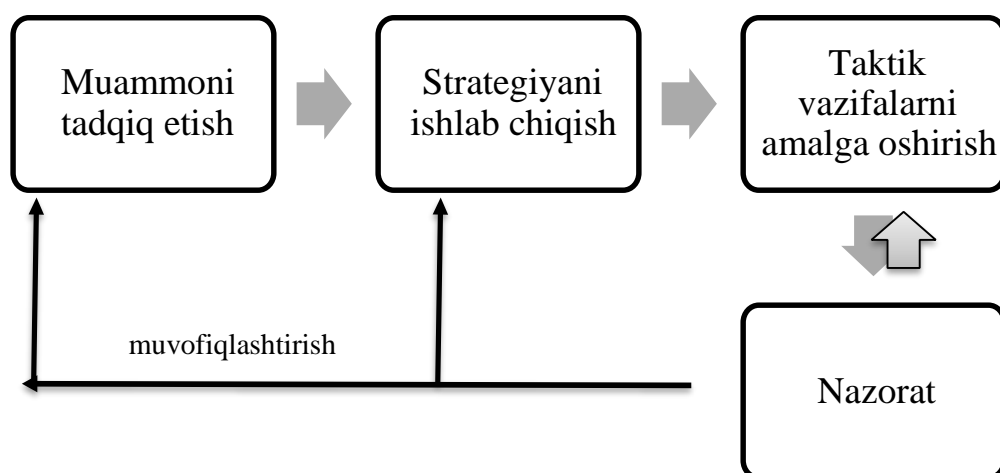 Muammoni
tadqiq etish
Strategiyani
ishlab chiqish
Taktik
vazifalarni
amalga oshirish
muvofiqlashtirish
Nazorat